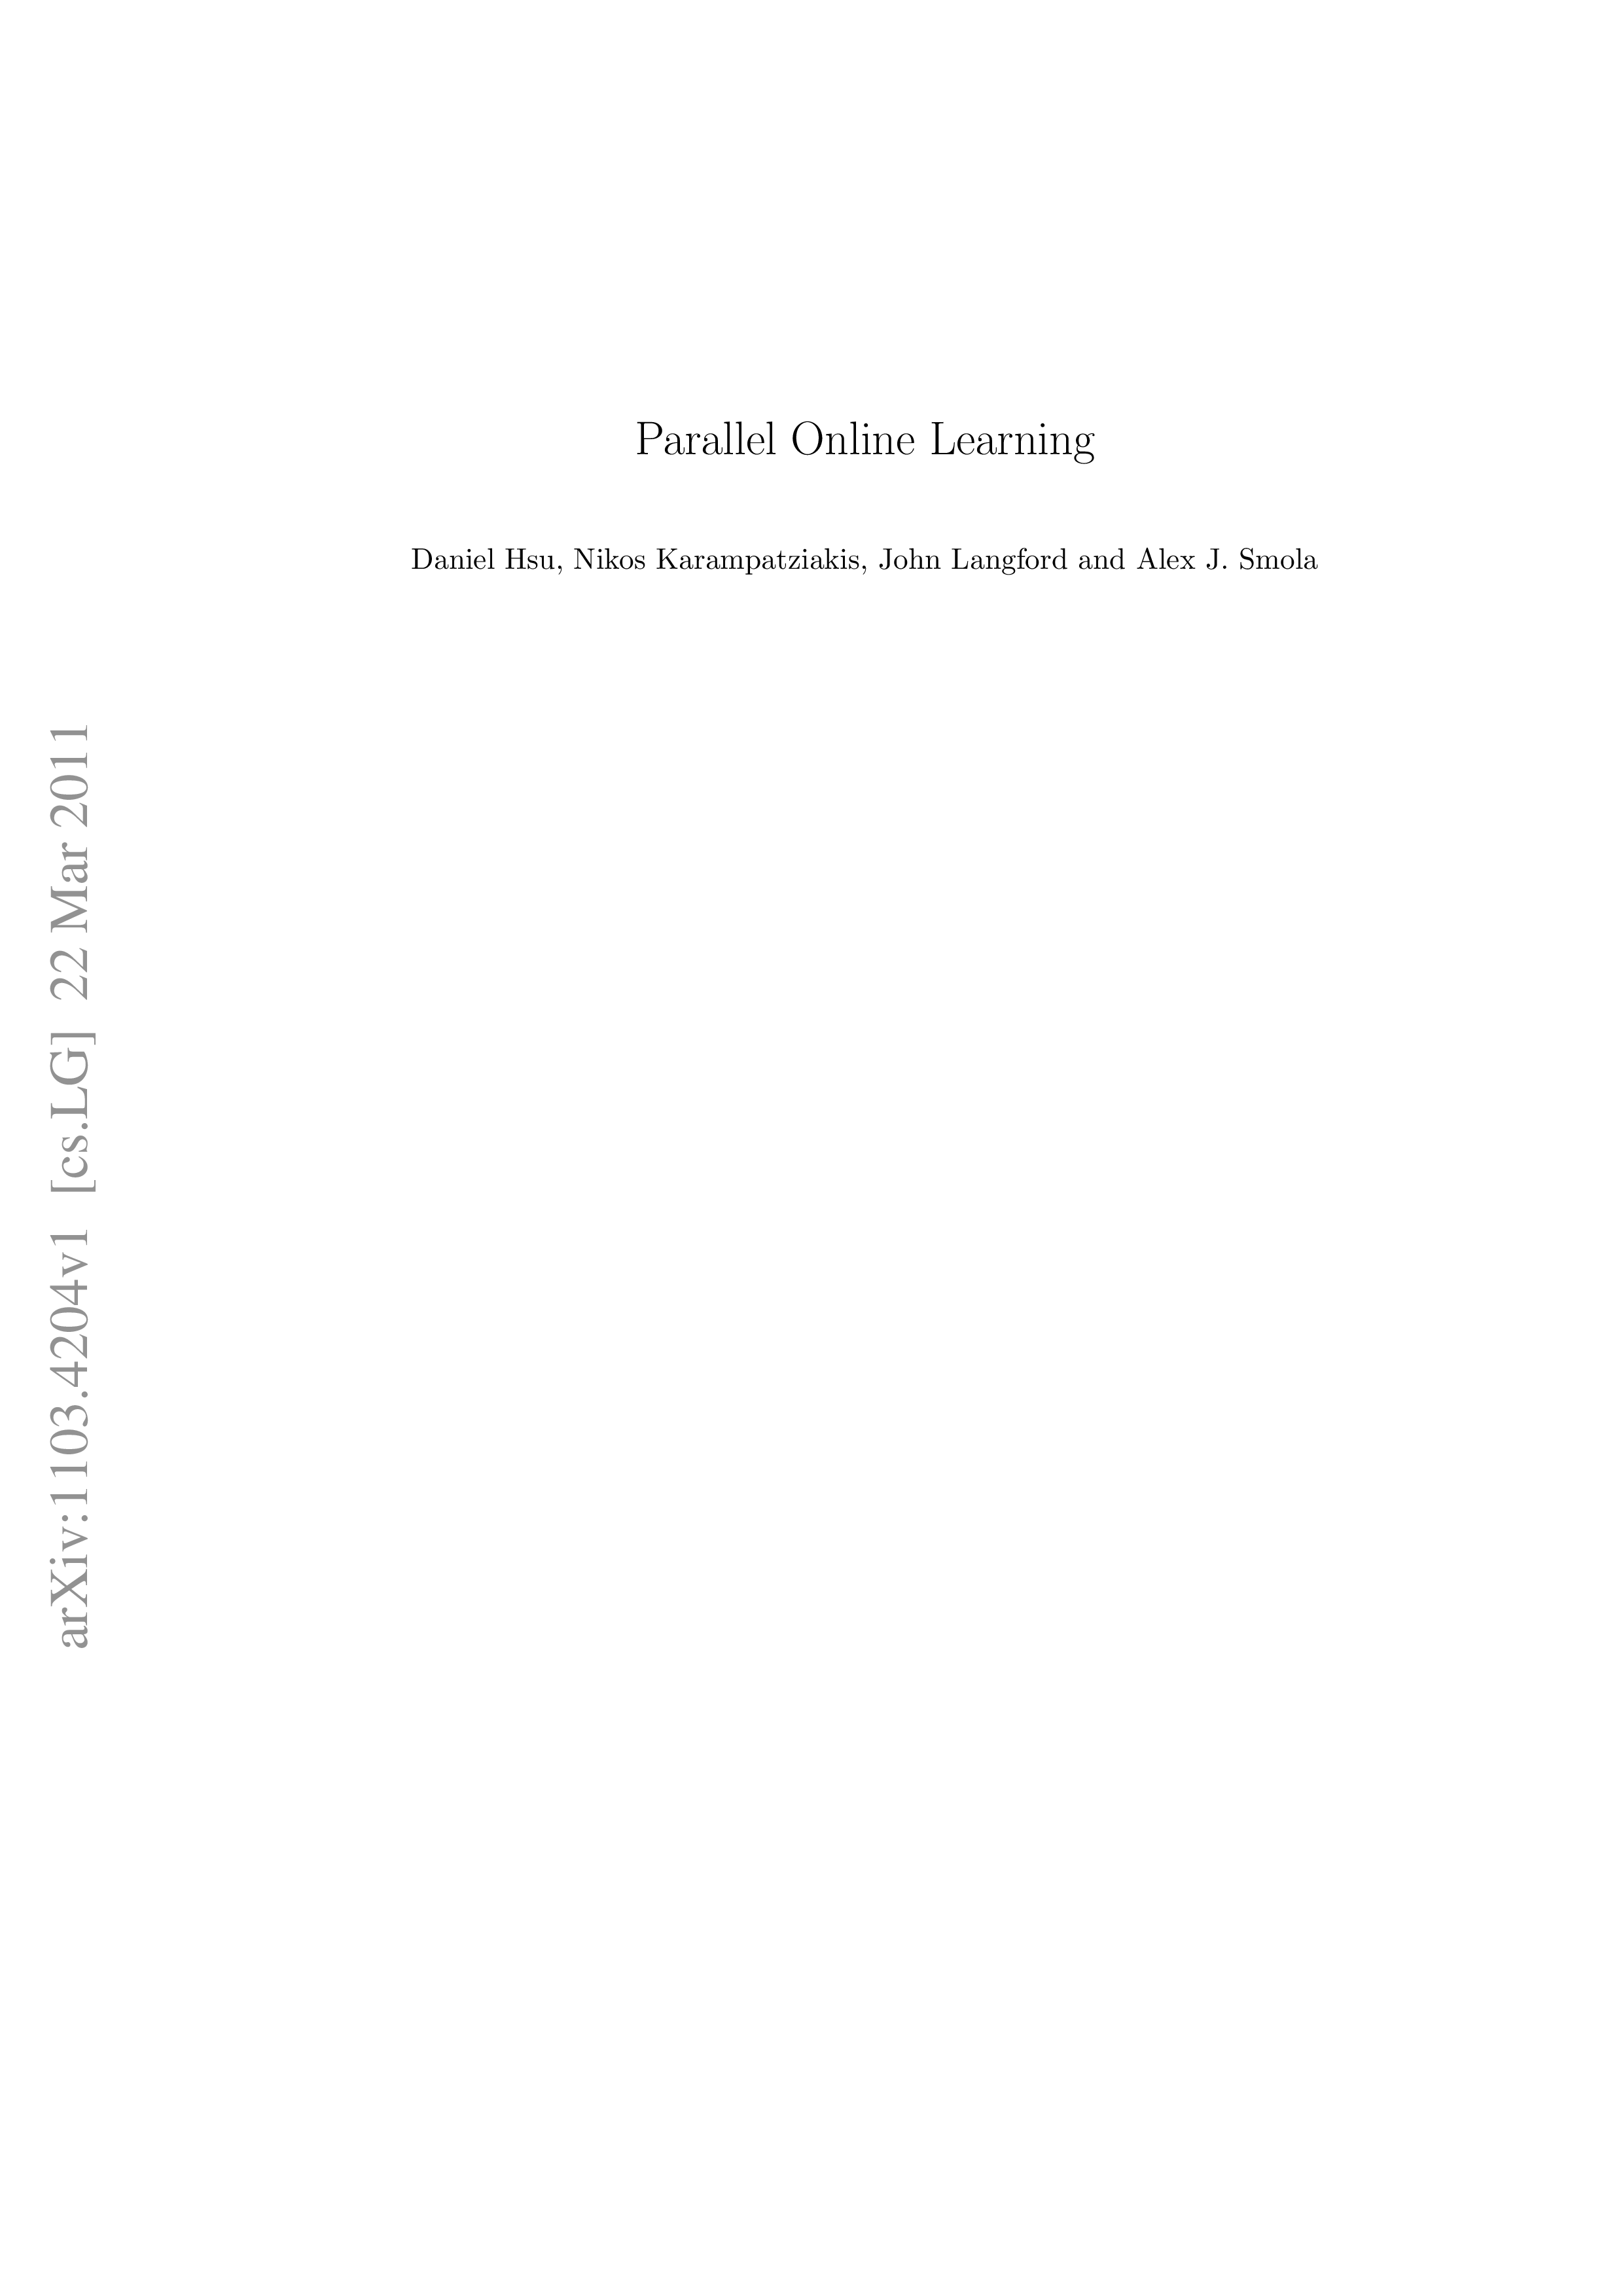 Parallel Online Learning
Daniel Hsu, Nikos Karampatziakis, John Langford and Alex J. Smola
arXiv:1103.4204v1 [cs.LG] 22 Mar 2011